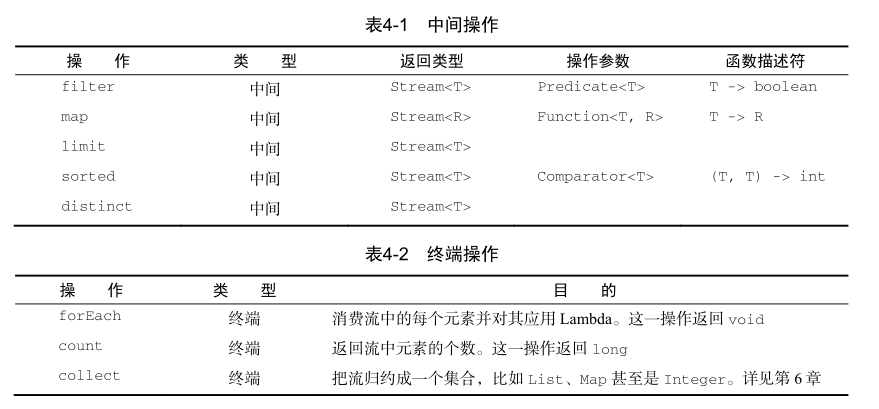 表4-1 中间操作
操 作 类 型 返回类型 操作参数 函数描述符
filter 中间 Stream<T> Predicate<T> T -> boolean
map 中间 Stream<R> Function<T, R> T -> R
limit 中间 Stream<T>
sorted 中间 Stream<T> Comparator<T> (T, T) -> int
distinct 中间 Stream<T>
表4-2 终端操作
操 作 类 型 目 的
forEach 终端 消费流中的每个元素并对其应用 Lambda。这一操作返回 void
count 终端 返回流中元素的个数。这一操作返回 long
collect 终端 把流归约成一个集合，比如 List、Map 甚至是 Integer。详见第 6 章